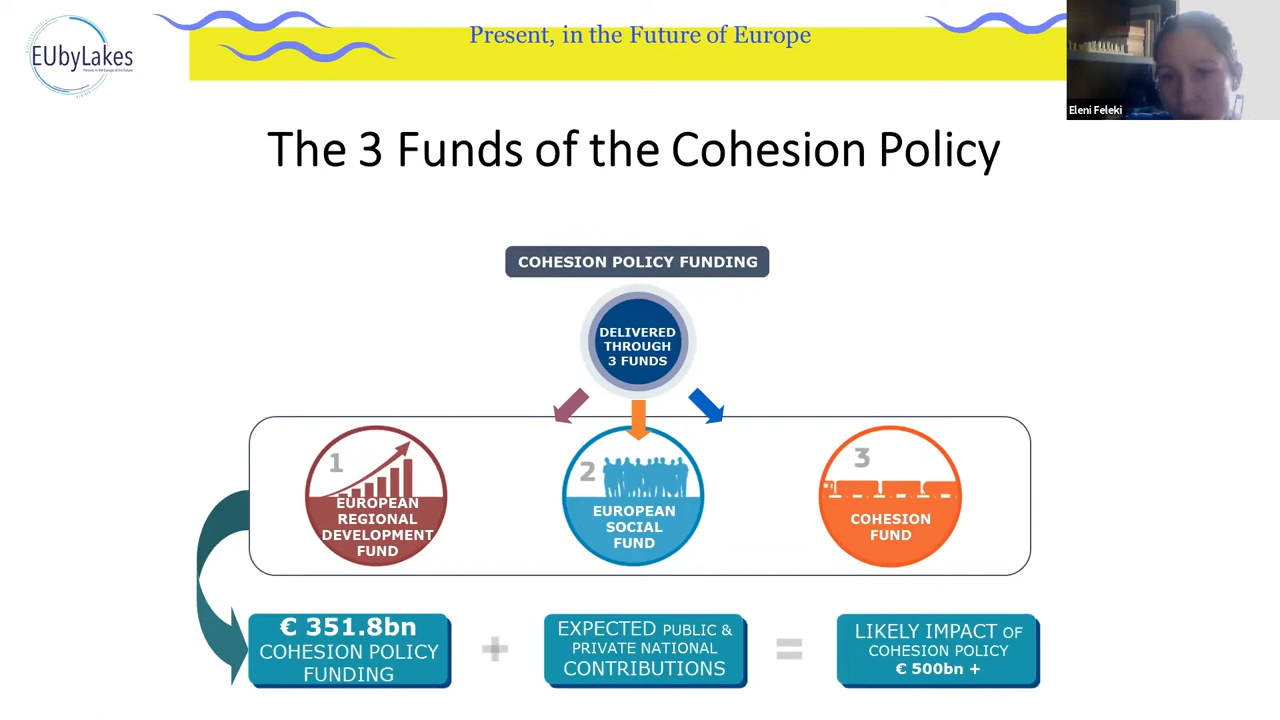 EUbyLakes
Present, in the Future of Europe
Eleni Feleki
The 3 Funds of the Cohesion Policy
COHESION POLICY FUNDING
DELIVERED
THROUGH
3 FUNDS
1
EUROPEAN
REGIONAL
DEVELOPMENT
FUND
2
EUROPEAN
SOCIAL
FUND
3
COHESION
FUND
€ 351.8bn
COHESION POLICY
FUNDING
+
EXPECTED PUBLIC &
PRIVATE NATIONAL
CONTRIBUTIONS
=
LIKELY IMPACT OF
COHESION POLICY
€ 500bn +